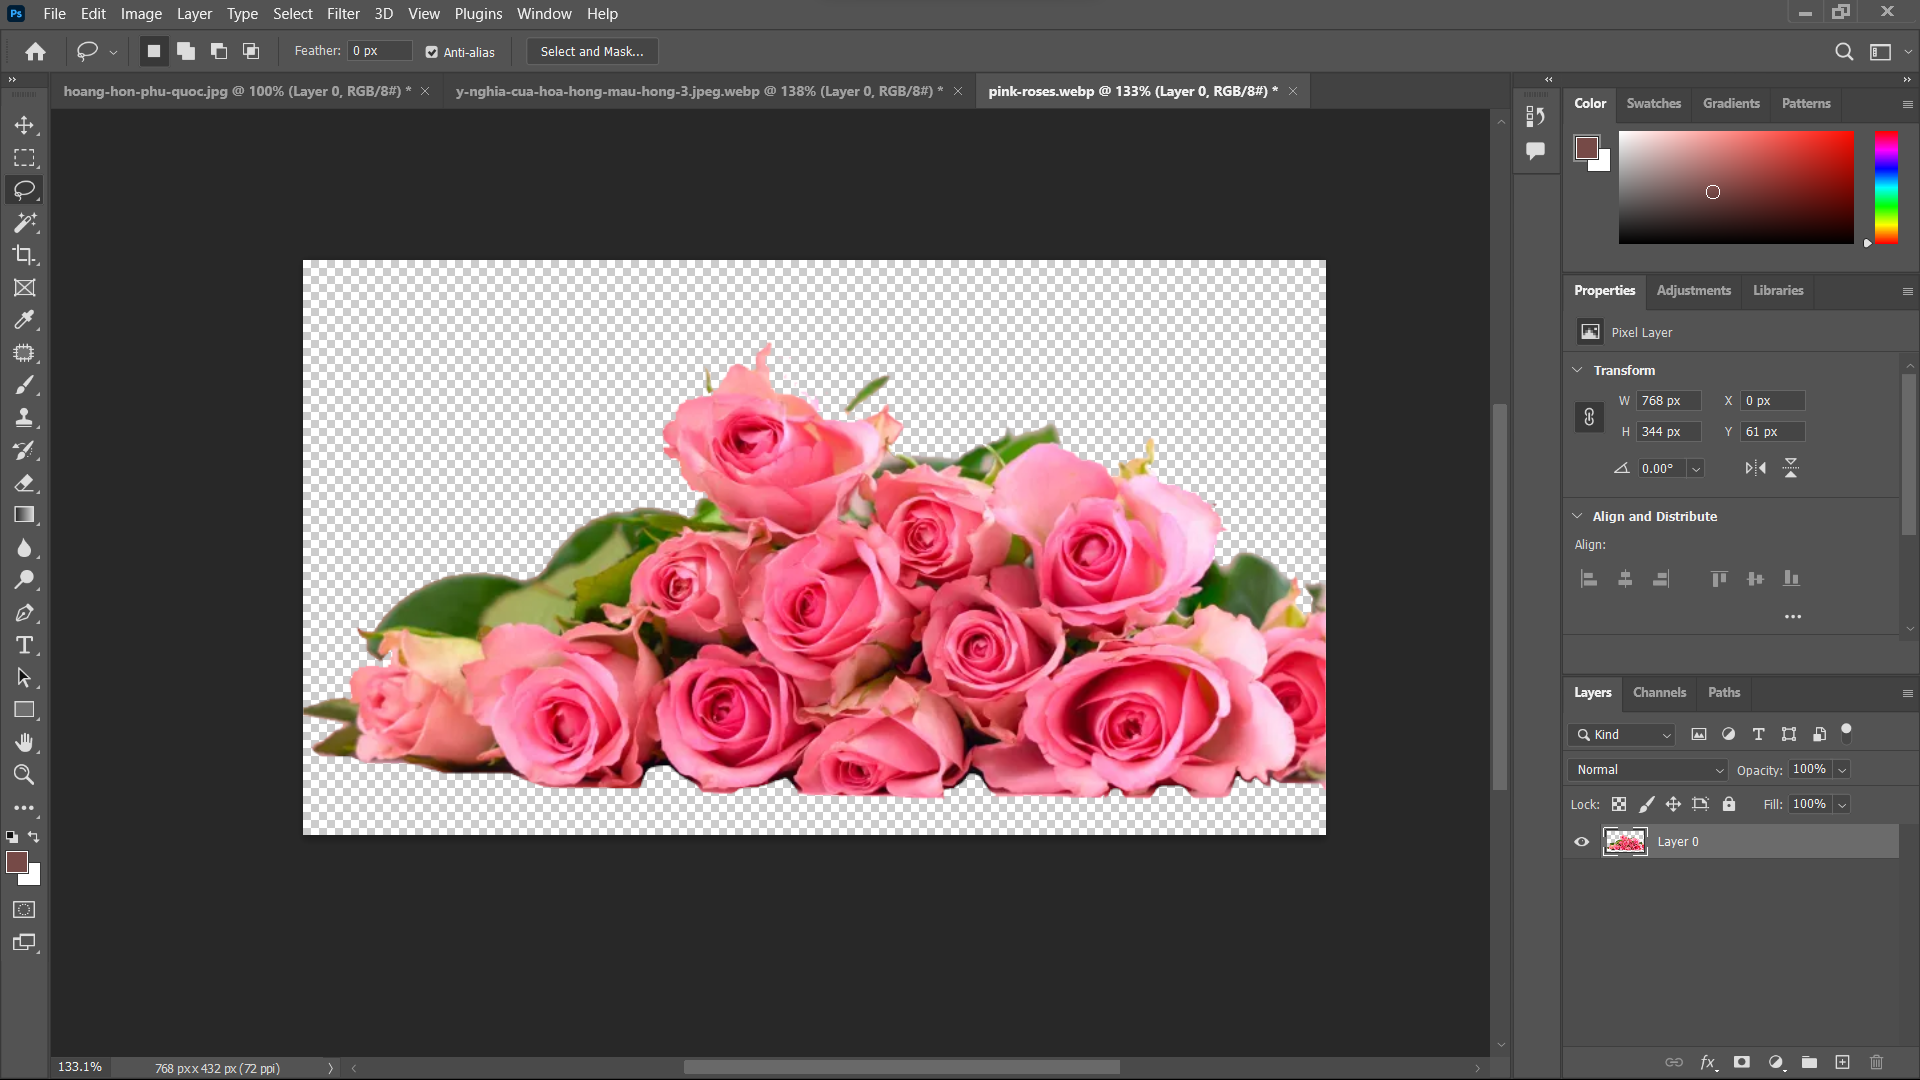 Ps File Edit Image Layer Type Select Filter 3D View Plugins Window Help
Feather: 0 px Anti-alias Select and Mask...
hoang-hon-phu-quoc.jpg @ 100% (Layer 0, RGB/8#) * y-nghia-cua-hoa-hong-mau-hong-3.jpeg.webp @ 138% (Layer 0, RGB/8#) * pink-roses.webp @ 133% (Layer 0, RGB/8#) *
Color Swatches Gradients Patterns
Properties Adjustments Libraries
Pixel Layer
Transform
W 768 px X 0 px
H 344 px Y 61 px
0.00°
Align and Distribute
Align:
Layers Channels Paths
Kind
Normal Opacity: 100%
Lock: Fill: 100%
Layer 0
133.1% 768 px x 432 px (72 ppi)
fx